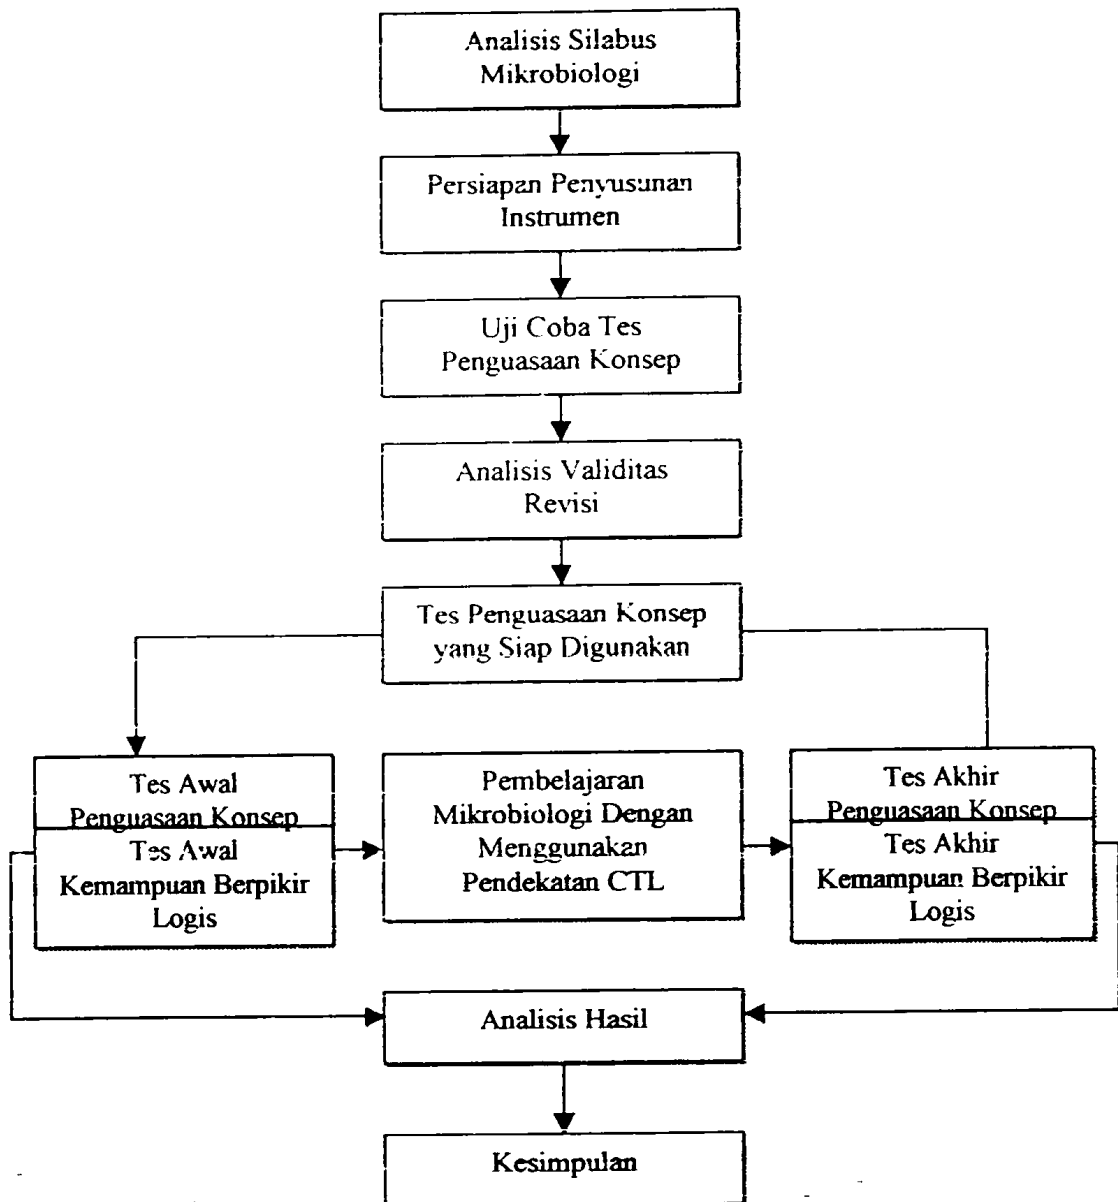 Analisis Silabus
Mikrobiologi
Persiapan Penyusunan
Instrumen
Uji Coba Tes
Penguasaan Konsep
Analisis Validitas
Revisi
Tes Penguasaan Konsep
yang Siap Digunakan
Tes Awal
Penguasaan Konsep
Tes Awal
Kemampuan Berpikir
Logis
Pembelajaran
Mikrobiologi Dengan
Menggunakan
Pendekatan CTL
Tes Akhir
Penguasaan Konsep
Tes Akhir
Kemampuan Berpikir
Logis
Analisis Hasil
Kesimpulan